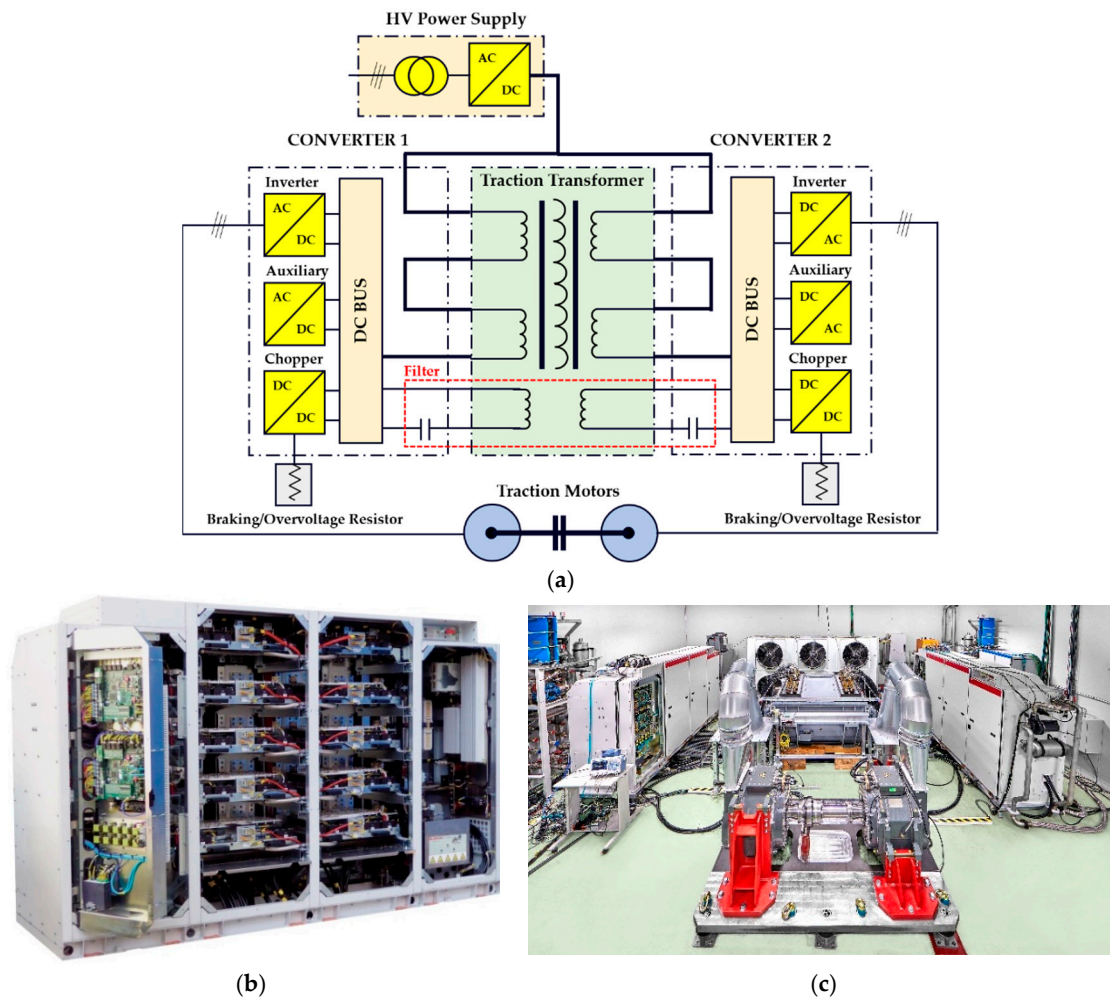 HV Power Supply
AC
DC
CONVERTER 1
CONVERTER 2
Inverter
AC
DC
Auxiliary
AC
DC
Chopper
DC
DC
DC BUS
Braking/Overvoltage Resistor
Traction Transformer
Filter
DC BUS
Inverter
DC
AC
Auxiliary
DC
AC
Chopper
DC
DC
Braking/Overvoltage Resistor
Traction Motors
(a)
(b)
(c)